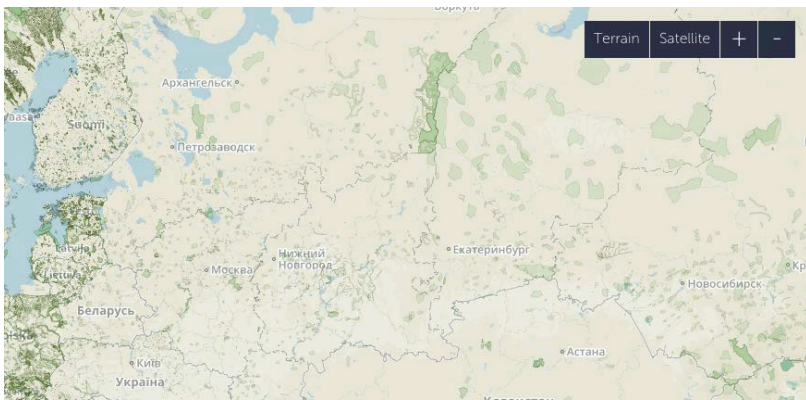 Воркута
Terrain
Satellite
+
-
Архангельск
Suomi
Петрозаводск
Latvija
Lietuva
Москва
Нижний
Новгород
Екатеринбург
Новосибирск
Беларусь
Астана
Київ
Україна